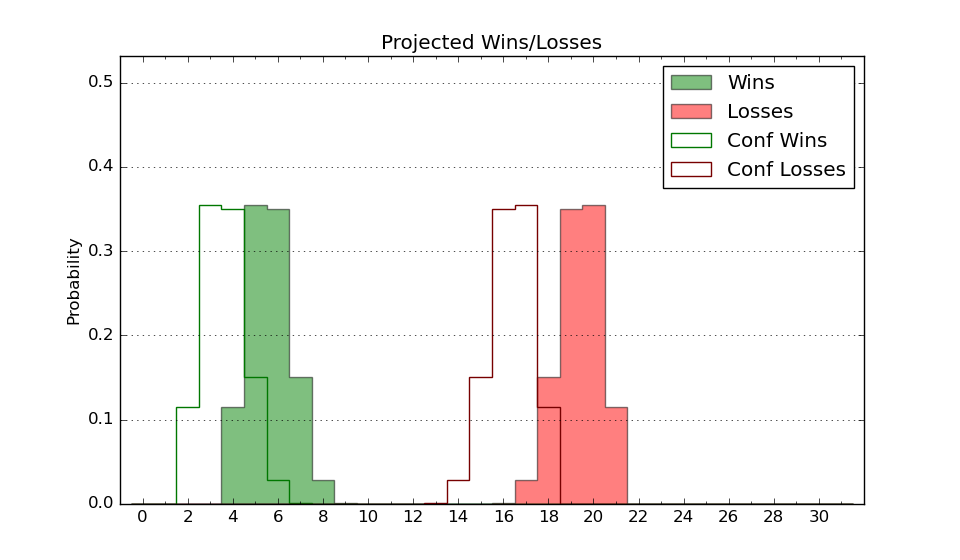 Projected Wins/Losses
0.5
0.4
0.3
0.2
0.1
0.0
Probability
Wins
Losses
Conf Wins
Conf Losses
0 2 4 6 8 10 12 14 16 18 20 22 24 26 28 30